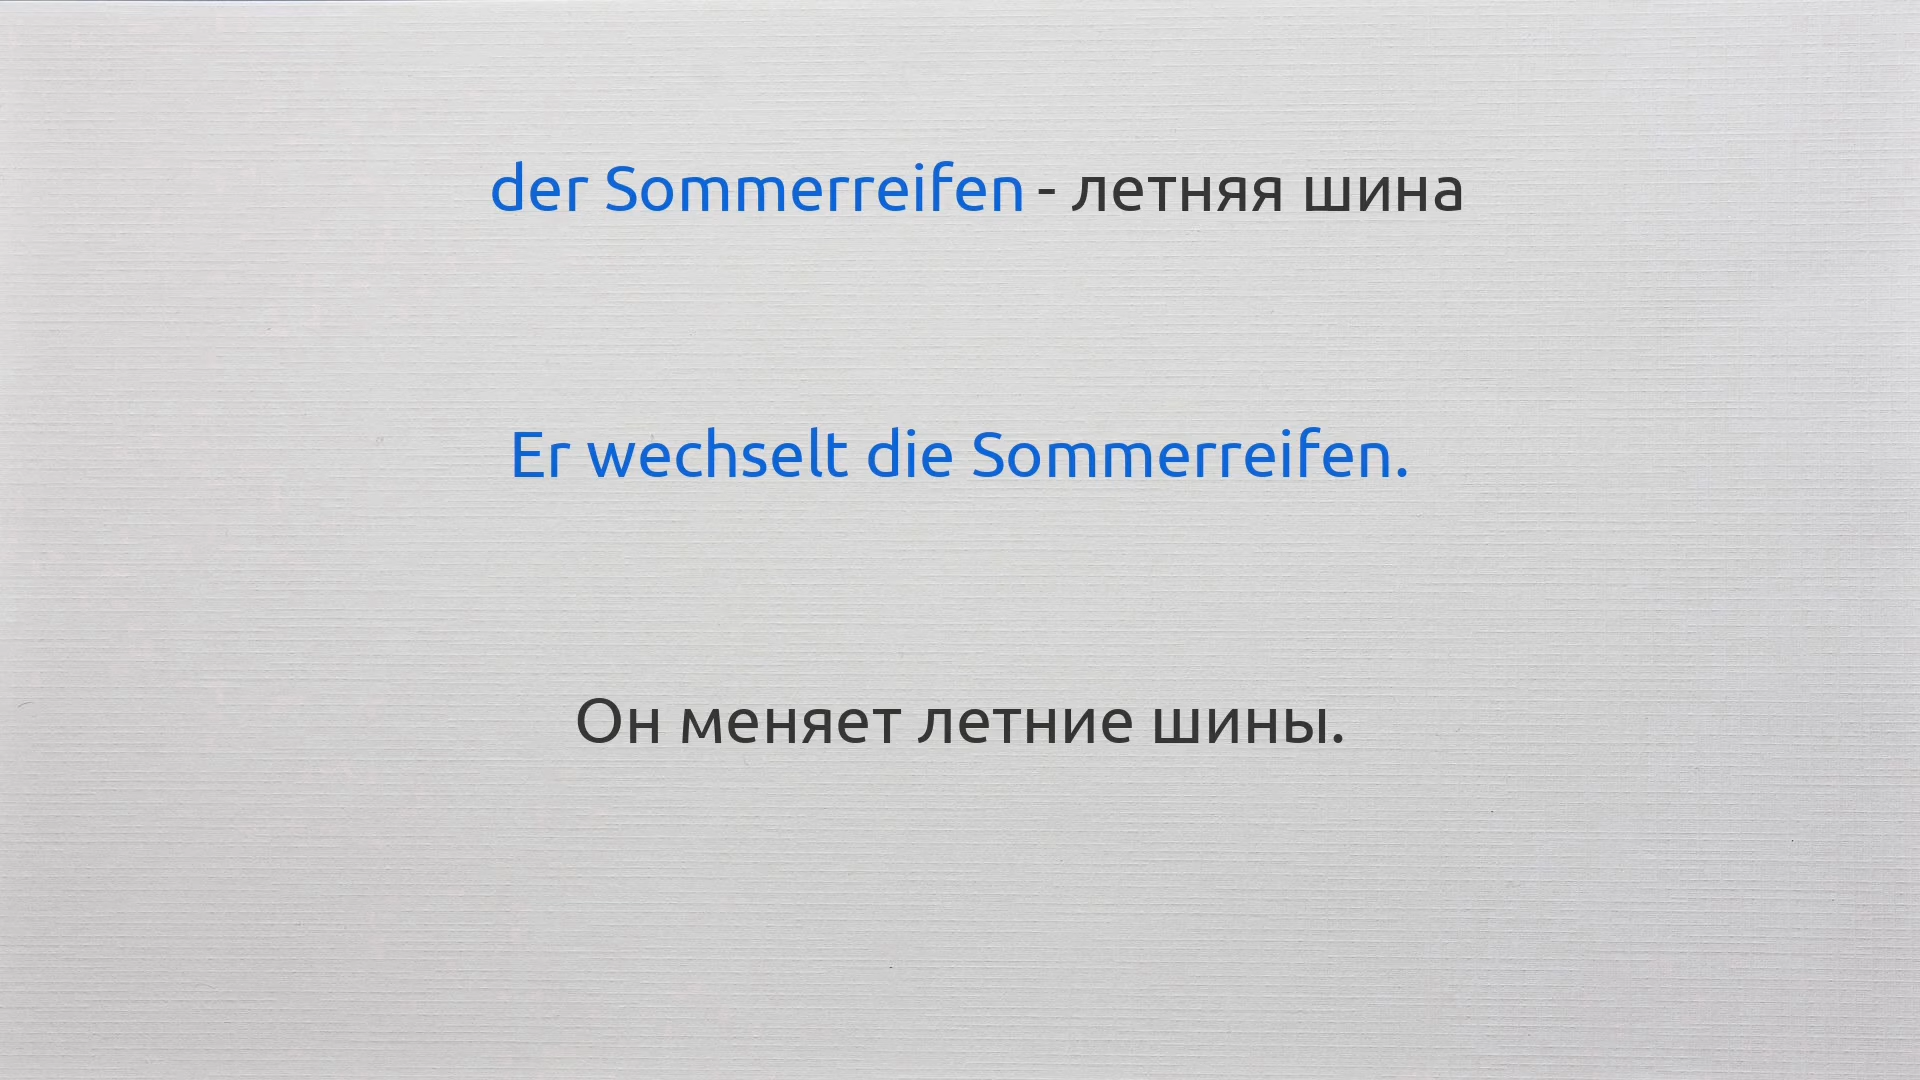 der Sommerreifen - летняя шина
Er wechselt die Sommerreifen.
Он меняет летние шины.